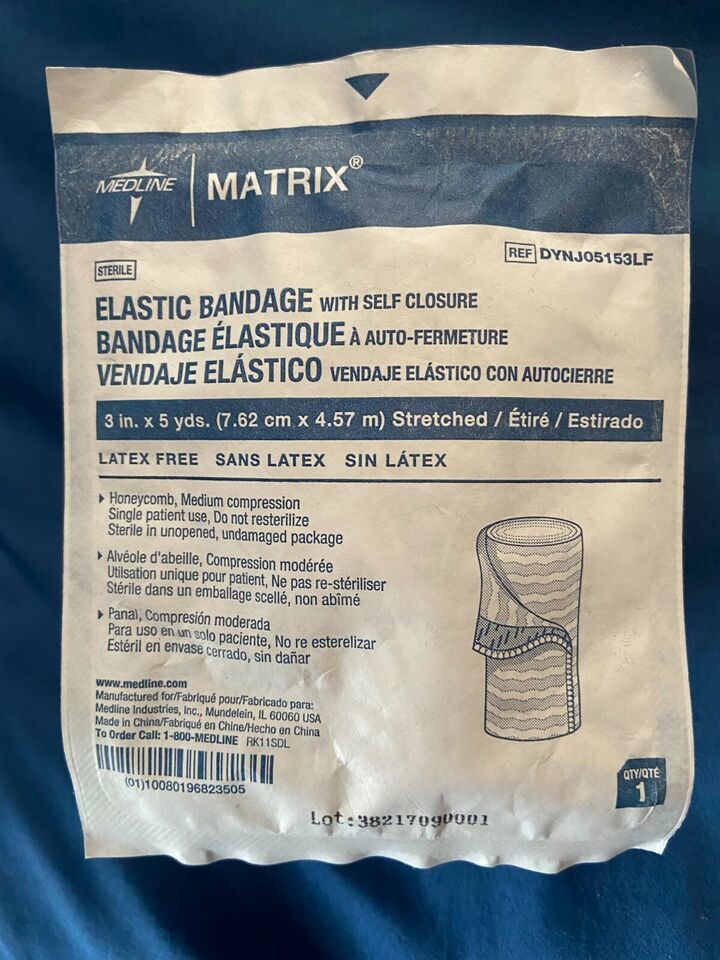 MEDLINE
MATRIX®
REF DYNJ05153LF
STERILE
ELASTIC BANDAGE WITH SELF CLOSURE
BANDAGE ÉLASTIQUE À AUTO-FERMETURE
VENDAJE ELÁSTICO VENDAJE ELÁSTICO CON AUTOCIERRE
3 in. x 5 yds. (7.62 cm x 4.57 m) Stretched / Étiré / Estirado
LATEX FREE SANS LATEX SIN LÁTEX
Honeycomb, Medium compression
Single patient use, Do not resterilize
Sterile in unopened, undamaged package
Alvéole d'abeille, Compression modérée
Utilsation unique pour patient, Ne pas re-stériliser
Stérile dans un emballage scellé, non abîmé
Panal, Compresión moderada
Para uso en un solo paciente, No re esterelizar
Estéril en envase cerrado, sin dañar
www.medline.com
Manufactured for/Fabriqué pour/Fabricado para:
Medline Industries, Inc., Mundelein, IL 60060 USA
Made in China/Fabriqué en Chine/Hecho en China
To Order Call: 1-800-MEDLINE RK11SDL
(01)10080196823505
QTY/QTÉ
1
Lot:38217090001